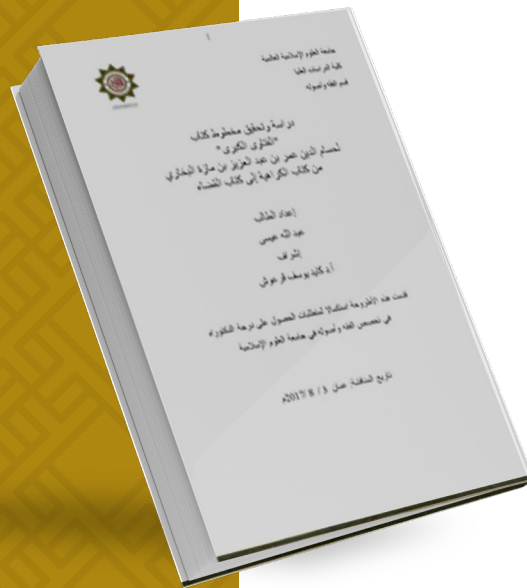 جامعة العلوم الإسلامية العالمية
كلية الدراسات العليا
قسم الفقه وأصوله
دراسة وتحقيق مخطوط كتاب
"الفتاوى الكبرى"
لحسام الدين عمر بن عبد العزيز بن مازة البخاري
من كتاب الكراهية إلى كتاب القضاء
إعداد الطالب
عبد الله عيسى
إشراف
أ.د كايد يوسف قرعوش
قدمت هذه الأطروحة استكمالا لمتطلبات الحصول على درجة الدكتوراه
في تخصص الفقه وأصوله في جامعة العلوم الإسلامية
تاريخ المناقشة: عمان 3 / 8 / 2017م